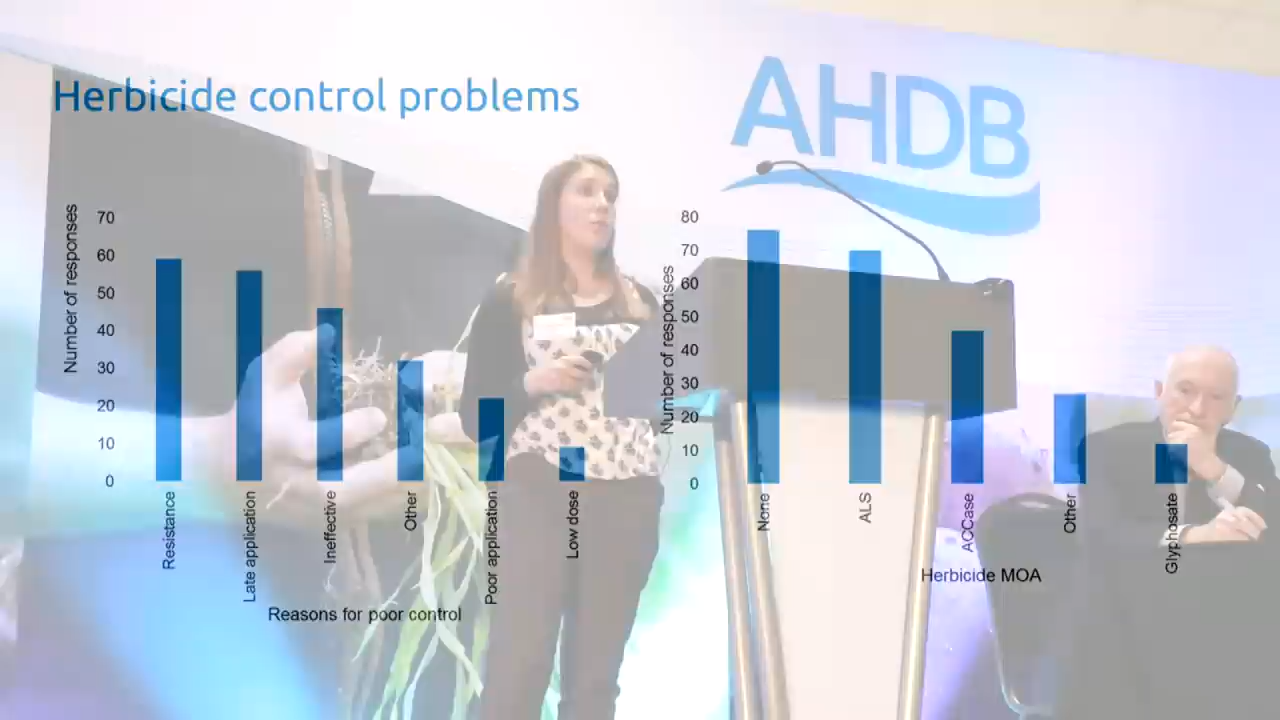 Herbicide control problems
AHDB
Number of responses
70
60
50
40
30
20
10
0
Resistance
Late application
Ineffective
Other
Poor application
Low dose
Reasons for poor control
Number of responses
80
70
60
50
40
30
20
10
0
None
ALS
ACCase
Other
Glyphosate
Herbicide MOA